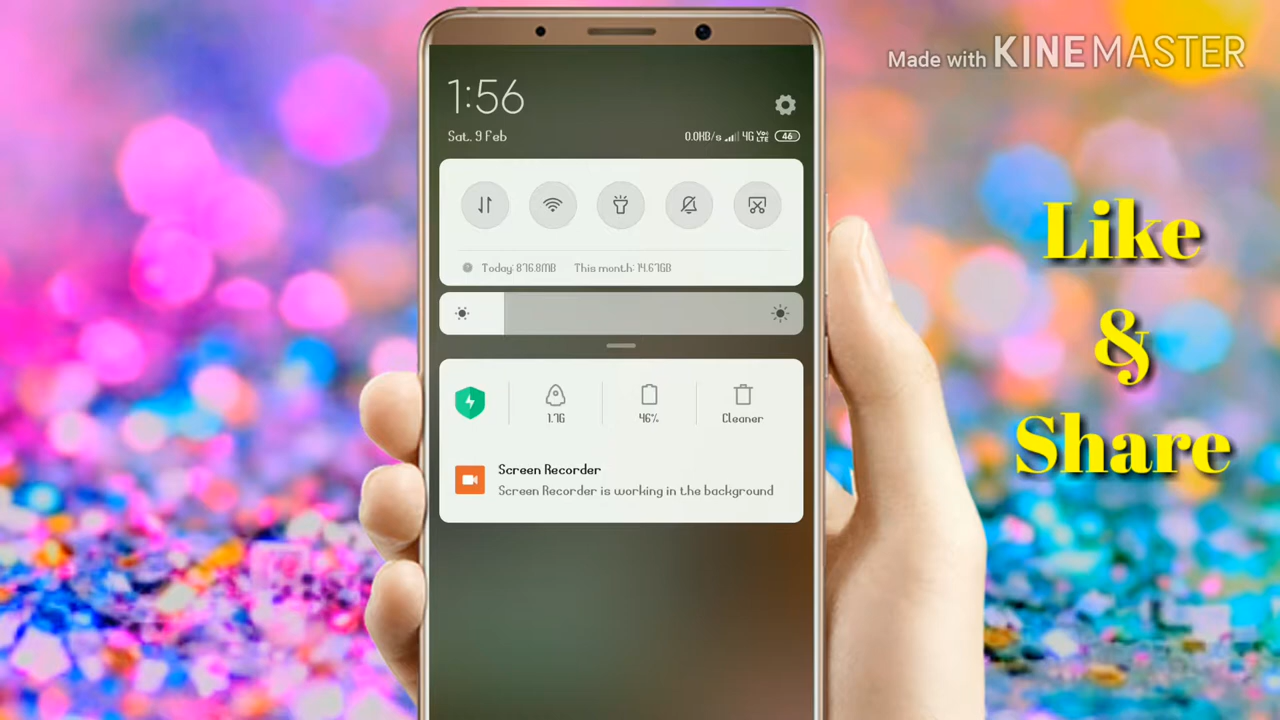 Made with KINEMASTER
1:56
Sat. 9 Feb
0.0KB/s 4G Vo LTE 46
Today: 876.8MB This month: 14.67GB
1.7G
46%
Cleaner
Screen Recorder
Screen Recorder is working in the background
Like
&
Share